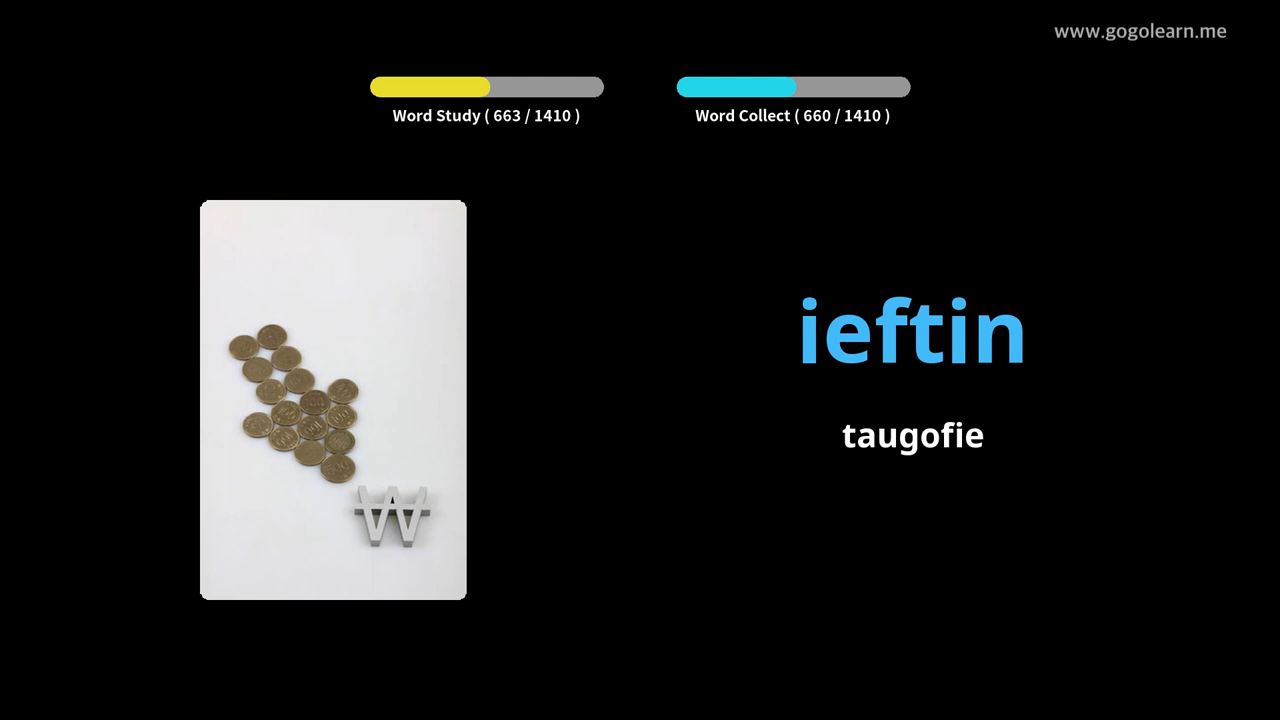 www.gogolearn.me
Word Study ( 663 / 1410 )
Word Collect ( 660 / 1410 )
ieftin
taugofie
₩